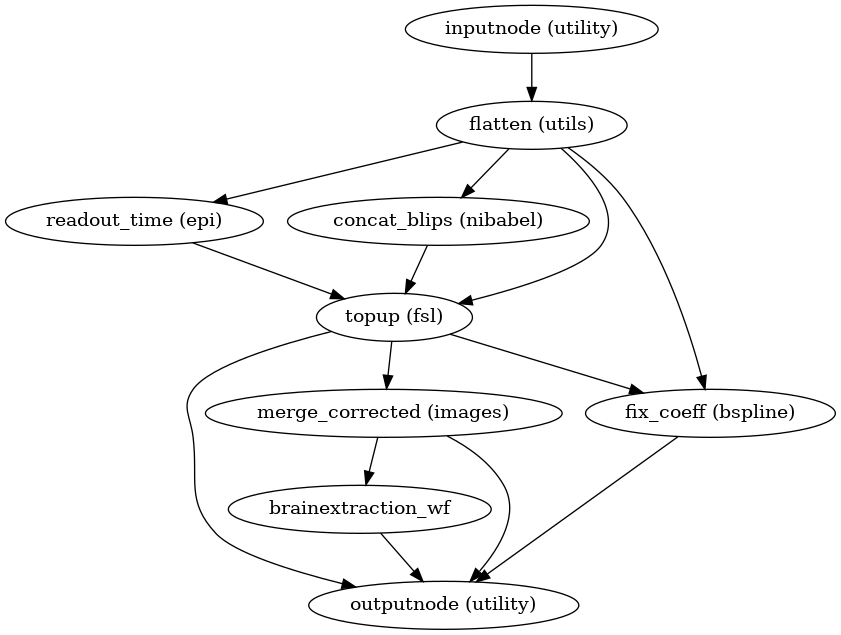 inputnode (utility)
flatten (utils)
readout_time (epi)
concat_blips (nibabel)
topup (fsl)
merge_corrected (images)
fix_coeff (bspline)
brainextraction_wf
outputnode (utility)